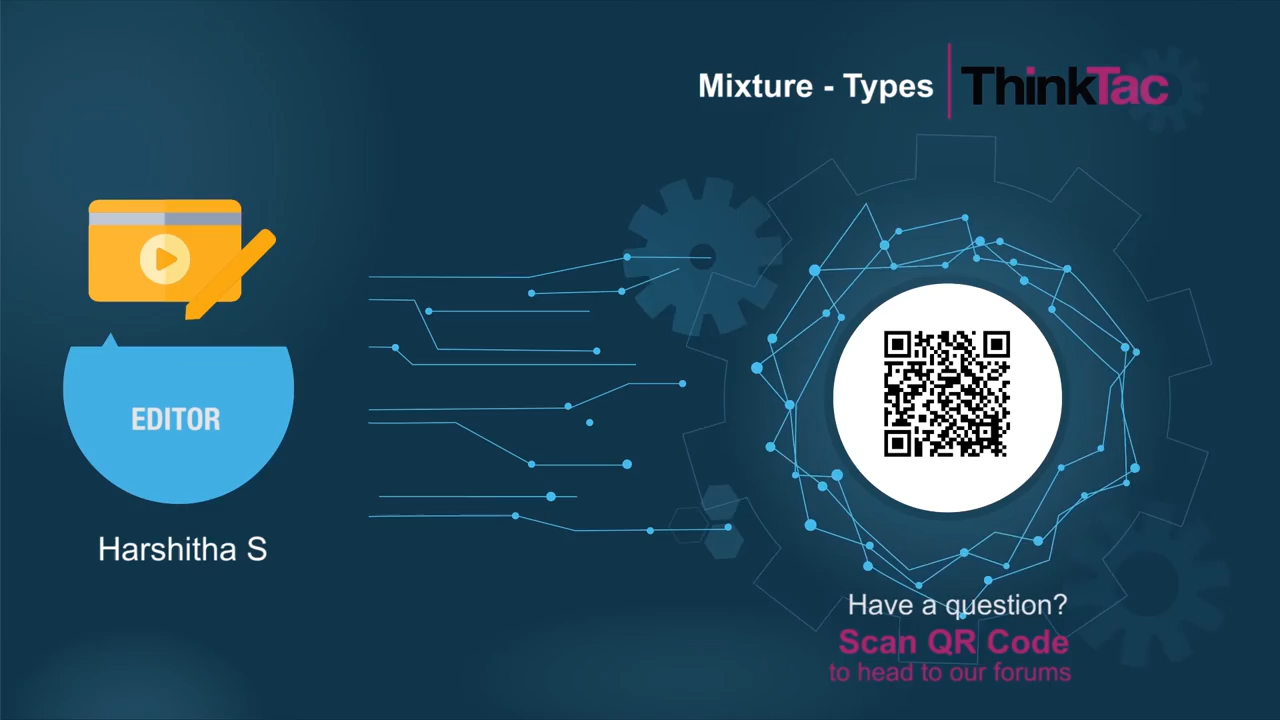 Mixture - Types
ThinkTac
EDITOR
Harshitha S
Have a question?
Scan QR Code
to head to our forums